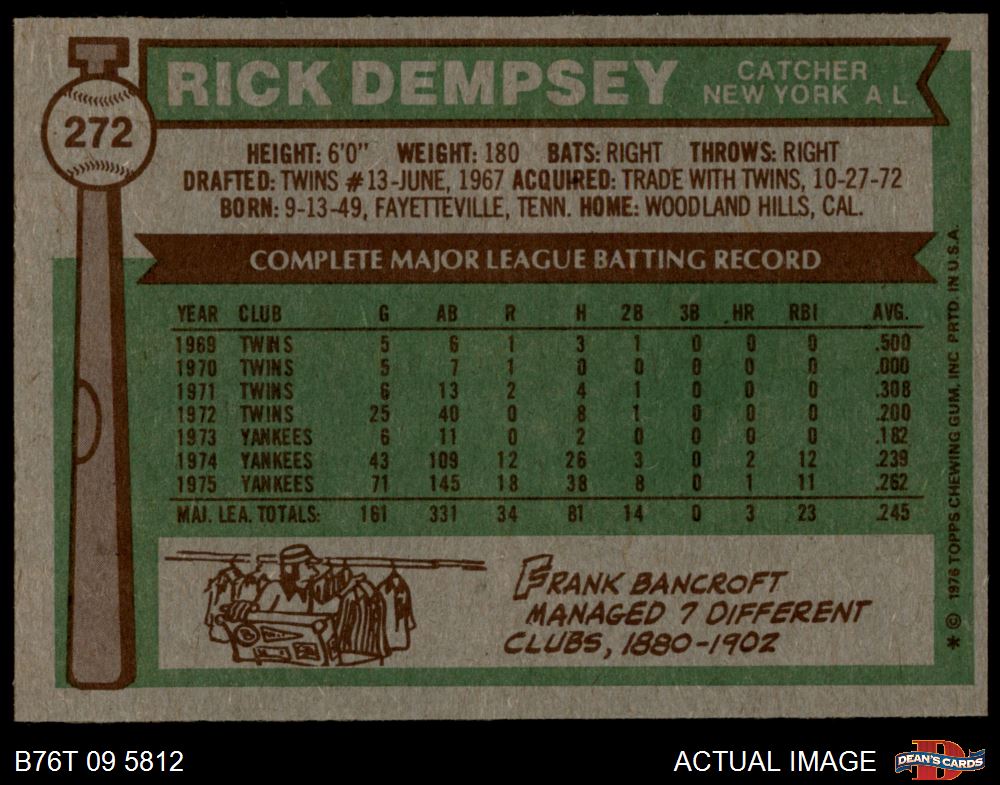 272
RICK DEMPSEY
CATCHER
NEW YORK A L
HEIGHT: 6'0" WEIGHT: 180 BATS: RIGHT THROWS: RIGHT
DRAFTED: TWINS #13-JUNE, 1967 ACQUIRED: TRADE WITH TWINS, 10-27-72
BORN: 9-13-49, FAYETTEVILLE, TENN. HOME: WOODLAND HILLS, CAL.
COMPLETE MAJOR LEAGUE BATTING RECORD
YEAR CLUB G AB R H 2B 3B HR RBI AVG.
1969 TWINS 5 6 1 3 1 0 0 0 .500
1970 TWINS 5 7 1 0 0 0 0 0 .000
1971 TWINS 6 13 2 4 1 0 0 0 .308
1972 TWINS 25 40 0 8 1 0 0 0 .200
1973 YANKEES 6 11 0 2 0 0 0 0 .182
1974 YANKEES 43 109 12 26 3 0 2 12 .239
1975 YANKEES 71 145 18 38 8 0 1 11 .262
MAJ. LEA. TOTALS: 161 331 34 81 14 0 3 23 .245
FRANK BANCROFT
MANAGED 7 DIFFERENT
CLUBS, 1880-1902
* © 1976 TOPPS CHEWING GUM, INC PRTD. IN U.S.A.
B76T 09 5812
ACTUAL IMAGE
DEAN'S CARDS